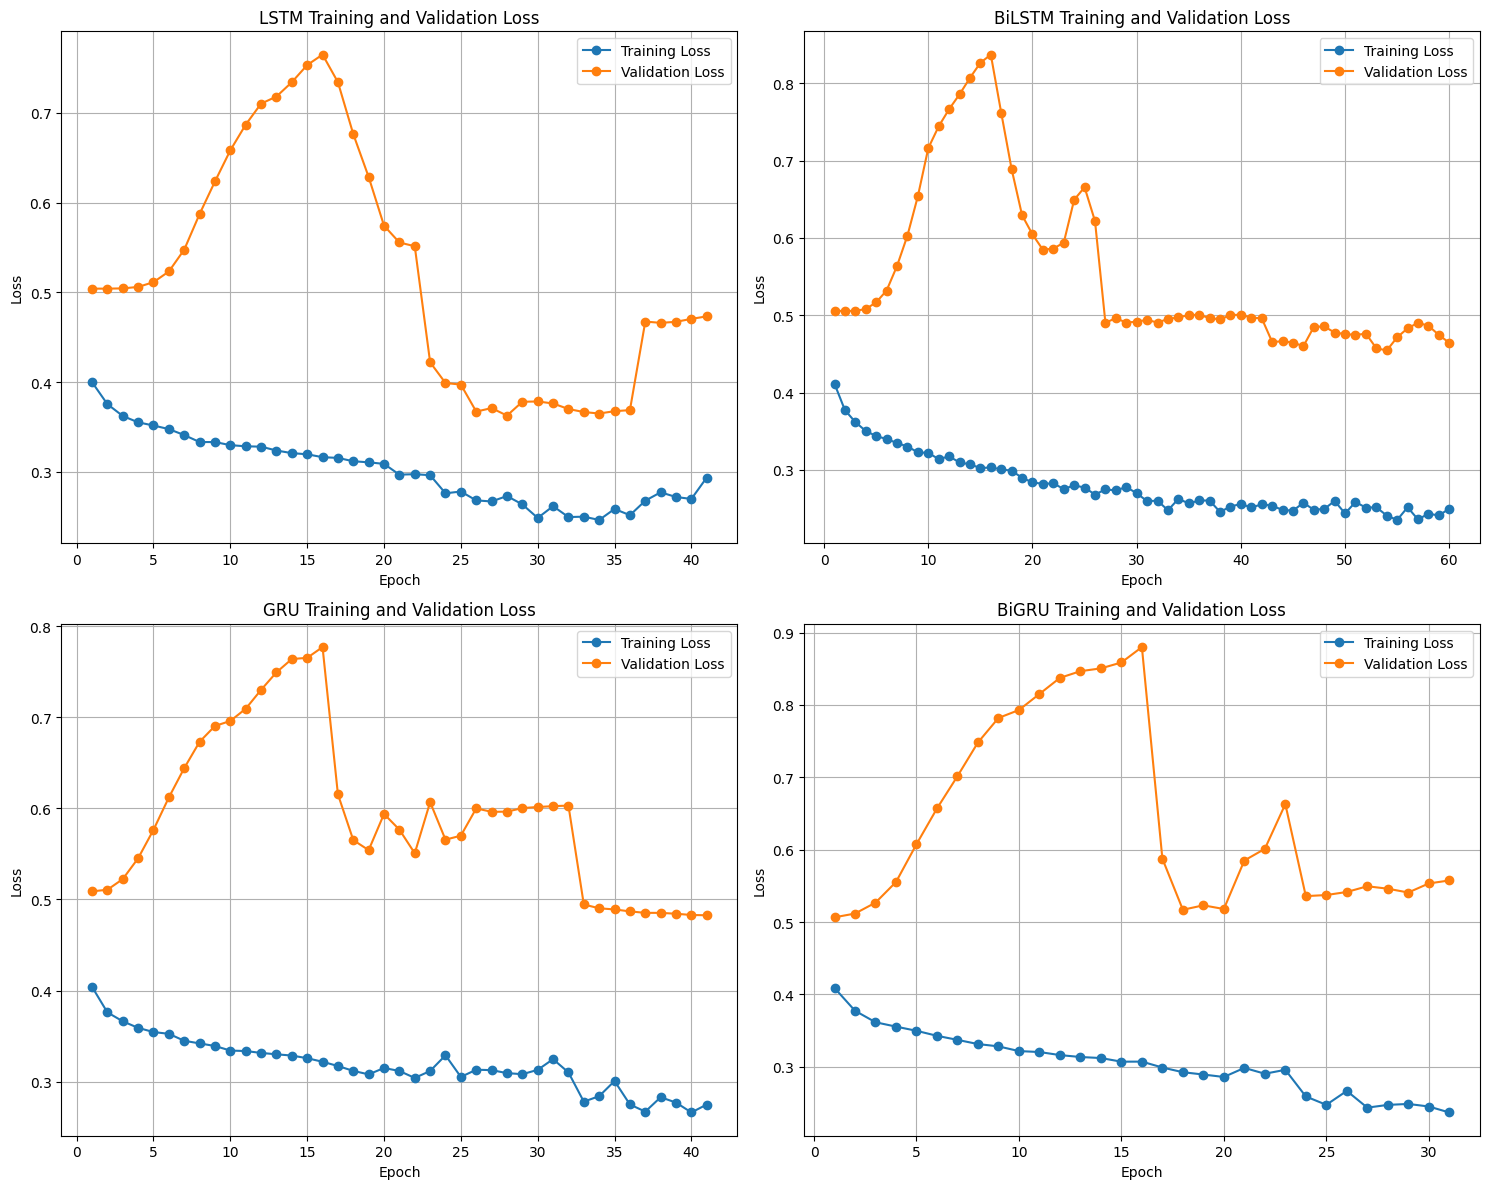 LSTM Training and Validation Loss
Training Loss
Validation Loss
Loss
0.7
0.6
0.5
0.4
0.3
0 5 10 15 20 25 30 35 40
Epoch
BiLSTM Training and Validation Loss
Training Loss
Validation Loss
Loss
0.8
0.7
0.6
0.5
0.4
0.3
0 10 20 30 40 50 60
Epoch
GRU Training and Validation Loss
Training Loss
Validation Loss
Loss
0.8
0.7
0.6
0.5
0.4
0.3
0 5 10 15 20 25 30 35 40
Epoch
BiGRU Training and Validation Loss
Training Loss
Validation Loss
Loss
0.9
0.8
0.7
0.6
0.5
0.4
0.3
0 5 10 15 20 25 30
Epoch